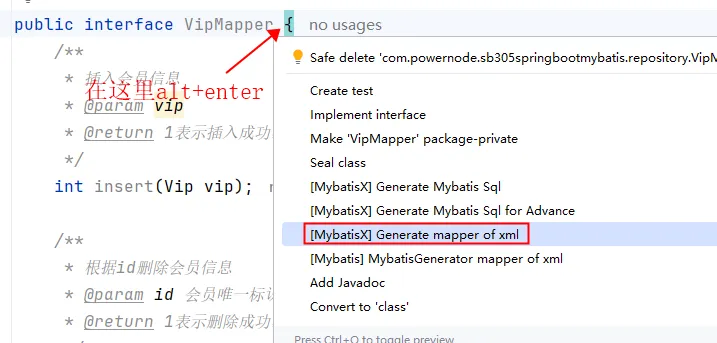 public interface VipMapper { no usages
/**
* 插入会员信息
在这里alt+enter
* @param vip
* @return 1表示插入成功
*/
int insert(Vip vip);
/**
* 根据id删除会员信息
* @param id 会员唯一标识
* @return 1表示删除成功
Safe delete 'com.powernode.sb305springbootmybatis.repository.VipM
Create test
Implement interface
Make 'VipMapper' package-private
Seal class
[MybatisX] Generate Mybatis Sql
[MybatisX] Generate Mybatis Sql for Advance
[MybatisX] Generate mapper of xml
[Mybatis] MybatisGenerator mapper of xml
Add Javadoc
Convert to 'class'
Press Ctrl+Q to toggle preview